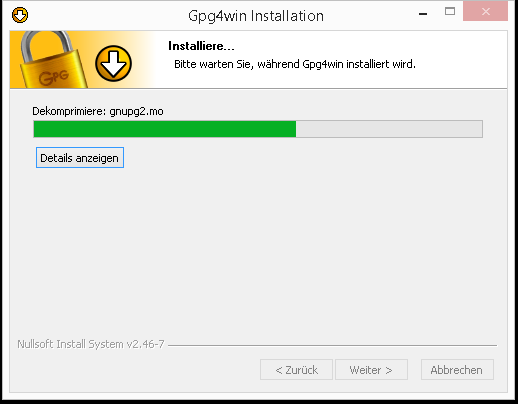 Gpg4win Installation
Installiere...
Bitte warten Sie, während Gpg4win installiert wird.
GPG
Dekomprimiere: gnupg2.mo
Details anzeigen
Nullsoft Install System v2.46-7
< Zurück
Weiter >
Abbrechen